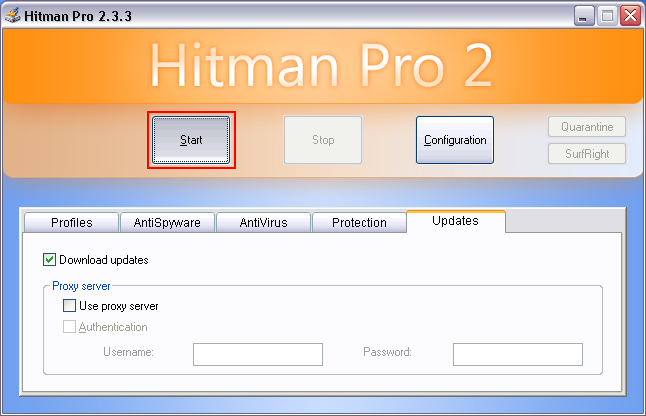 Hitman Pro 2.3.3
Hitman Pro 2
Start
Stop
Configuration
Quarantine
SurfRight
Profiles
AntiSpyware
AntiVirus
Protection
Updates
Download updates
Proxy server
Use proxy server
Authentication
Username:
Password: